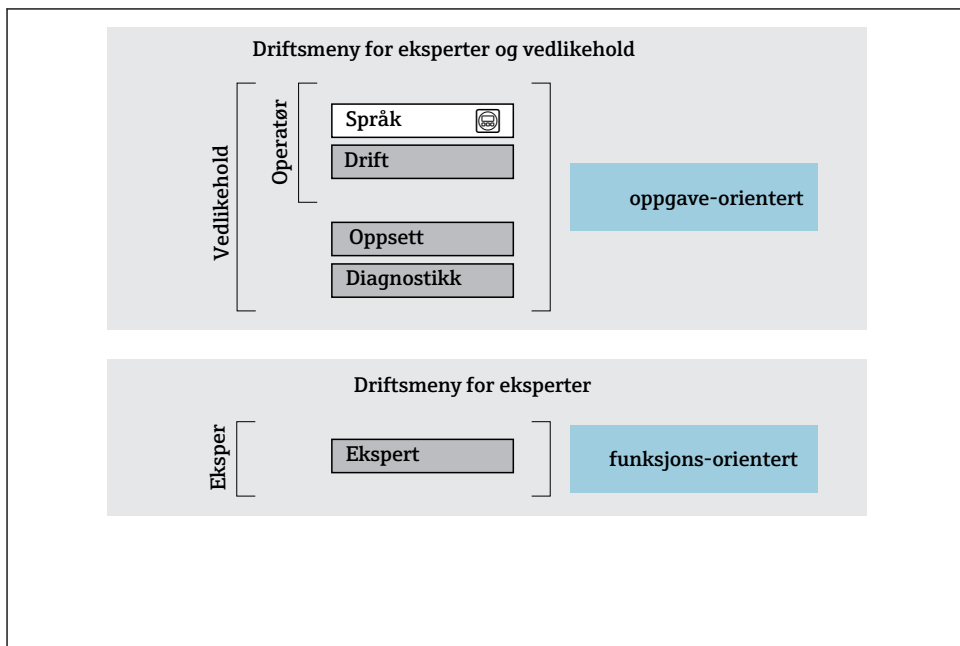 Driftsmeny for eksperter og vedlikehold
Vedlikehold
Operatør
Språk
Drift
Oppsett
Diagnostikk
oppgave-orientert
Driftsmeny for eksperter
Eksper
Ekspert
funksjons-orientert